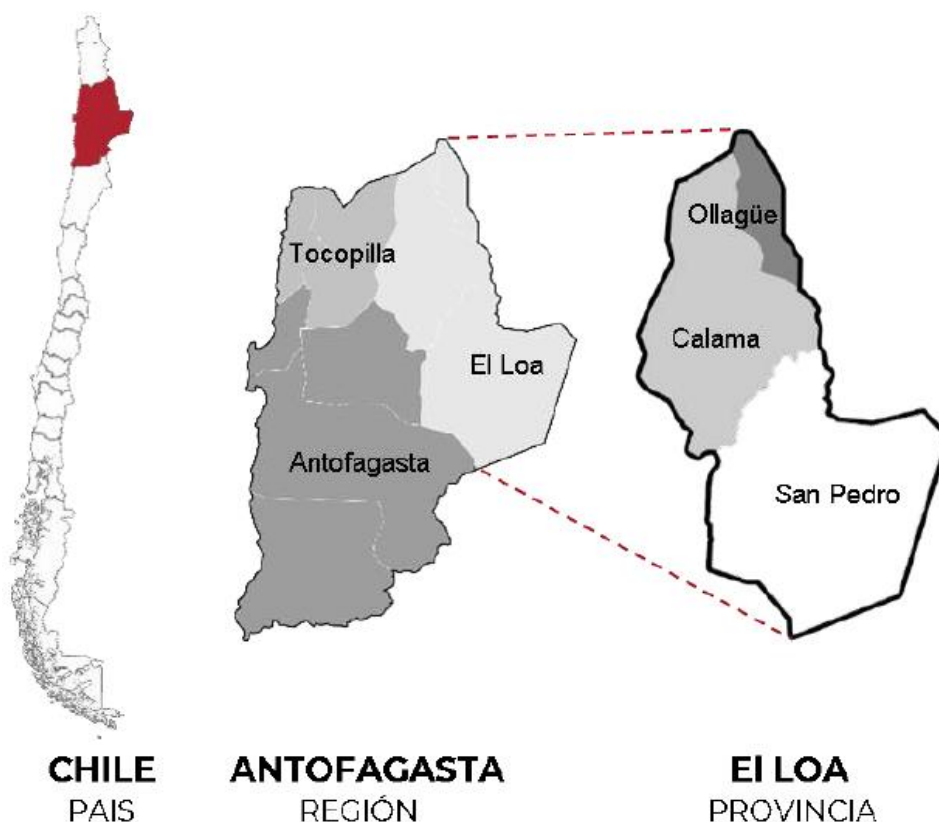 Tocopilla
El Loa
Antofagasta
Ollagüe
Calama
San Pedro
CHILE
PAIS
ANTOFAGASTA
REGIÓN
El LOA
PROVINCIA